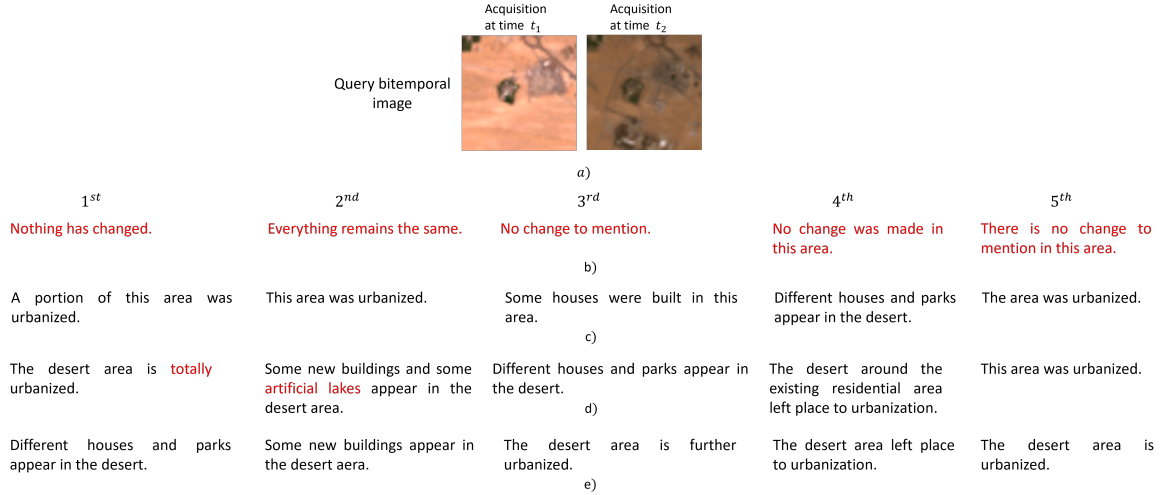 Acquisition
at time t₁
Acquisition
at time t₂
Query bitemporal
image
a)
1st
2nd
3rd
4th
5th
Nothing has changed.
Everything remains the same.
No change to mention.
No change was made in
this area.
There is no change to
mention in this area.
b)
A portion of this area was
urbanized.
This area was urbanized.
Some houses were built in this
area.
Different houses and parks
appear in the desert.
The area was urbanized.
c)
The desert area is totally
urbanized.
Some new buildings and some
artificial lakes appear in the
desert area.
Different houses and parks appear in
the desert.
The desert around the
existing residential area
left place to urbanization.
This area was urbanized.
d)
Different houses and parks
appear in the desert.
Some new buildings appear in
the desert aera.
The desert area is further
urbanized.
The desert area left place
to urbanization.
The desert area is
urbanized.
e)